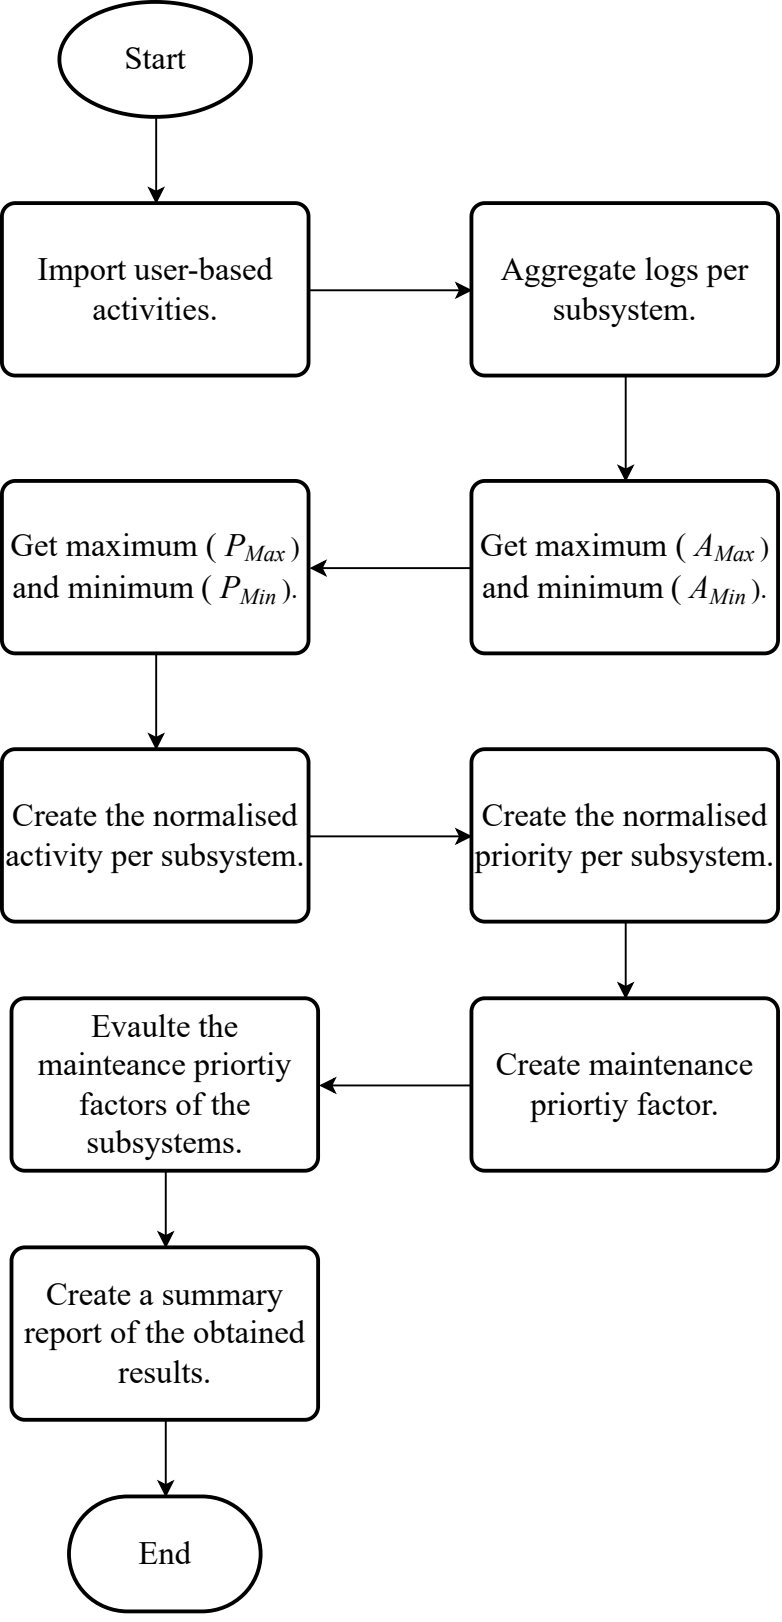 Start
Import user-based
activities.
Aggregate logs per
subsystem.
Get maximum ( A_Max )
and minimum ( A_Min ).
Get maximum ( P_Max )
and minimum ( P_Min ).
Create the normalised
activity per subsystem.
Create the normalised
priority per subsystem.
Create maintenance
priortiy factor.
Evaulte the
mainteance priortiy
factors of the
subsystems.
Create a summary
report of the obtained
results.
End